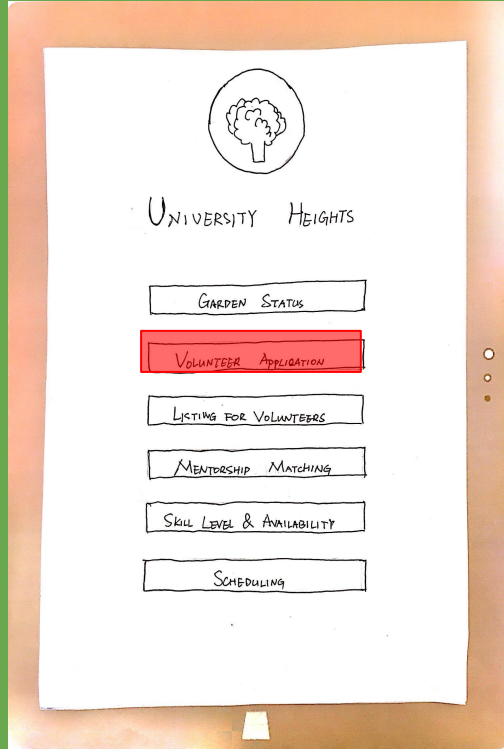 UNIVERSITY HEIGHTS
GARDEN STATUS
VOLUNTEER APPLICATION
LISTING FOR VOLUNTEERS
MENTORSHIP MATCHING
SKILL LEVEL & AVAILABILITY
SCHEDULING